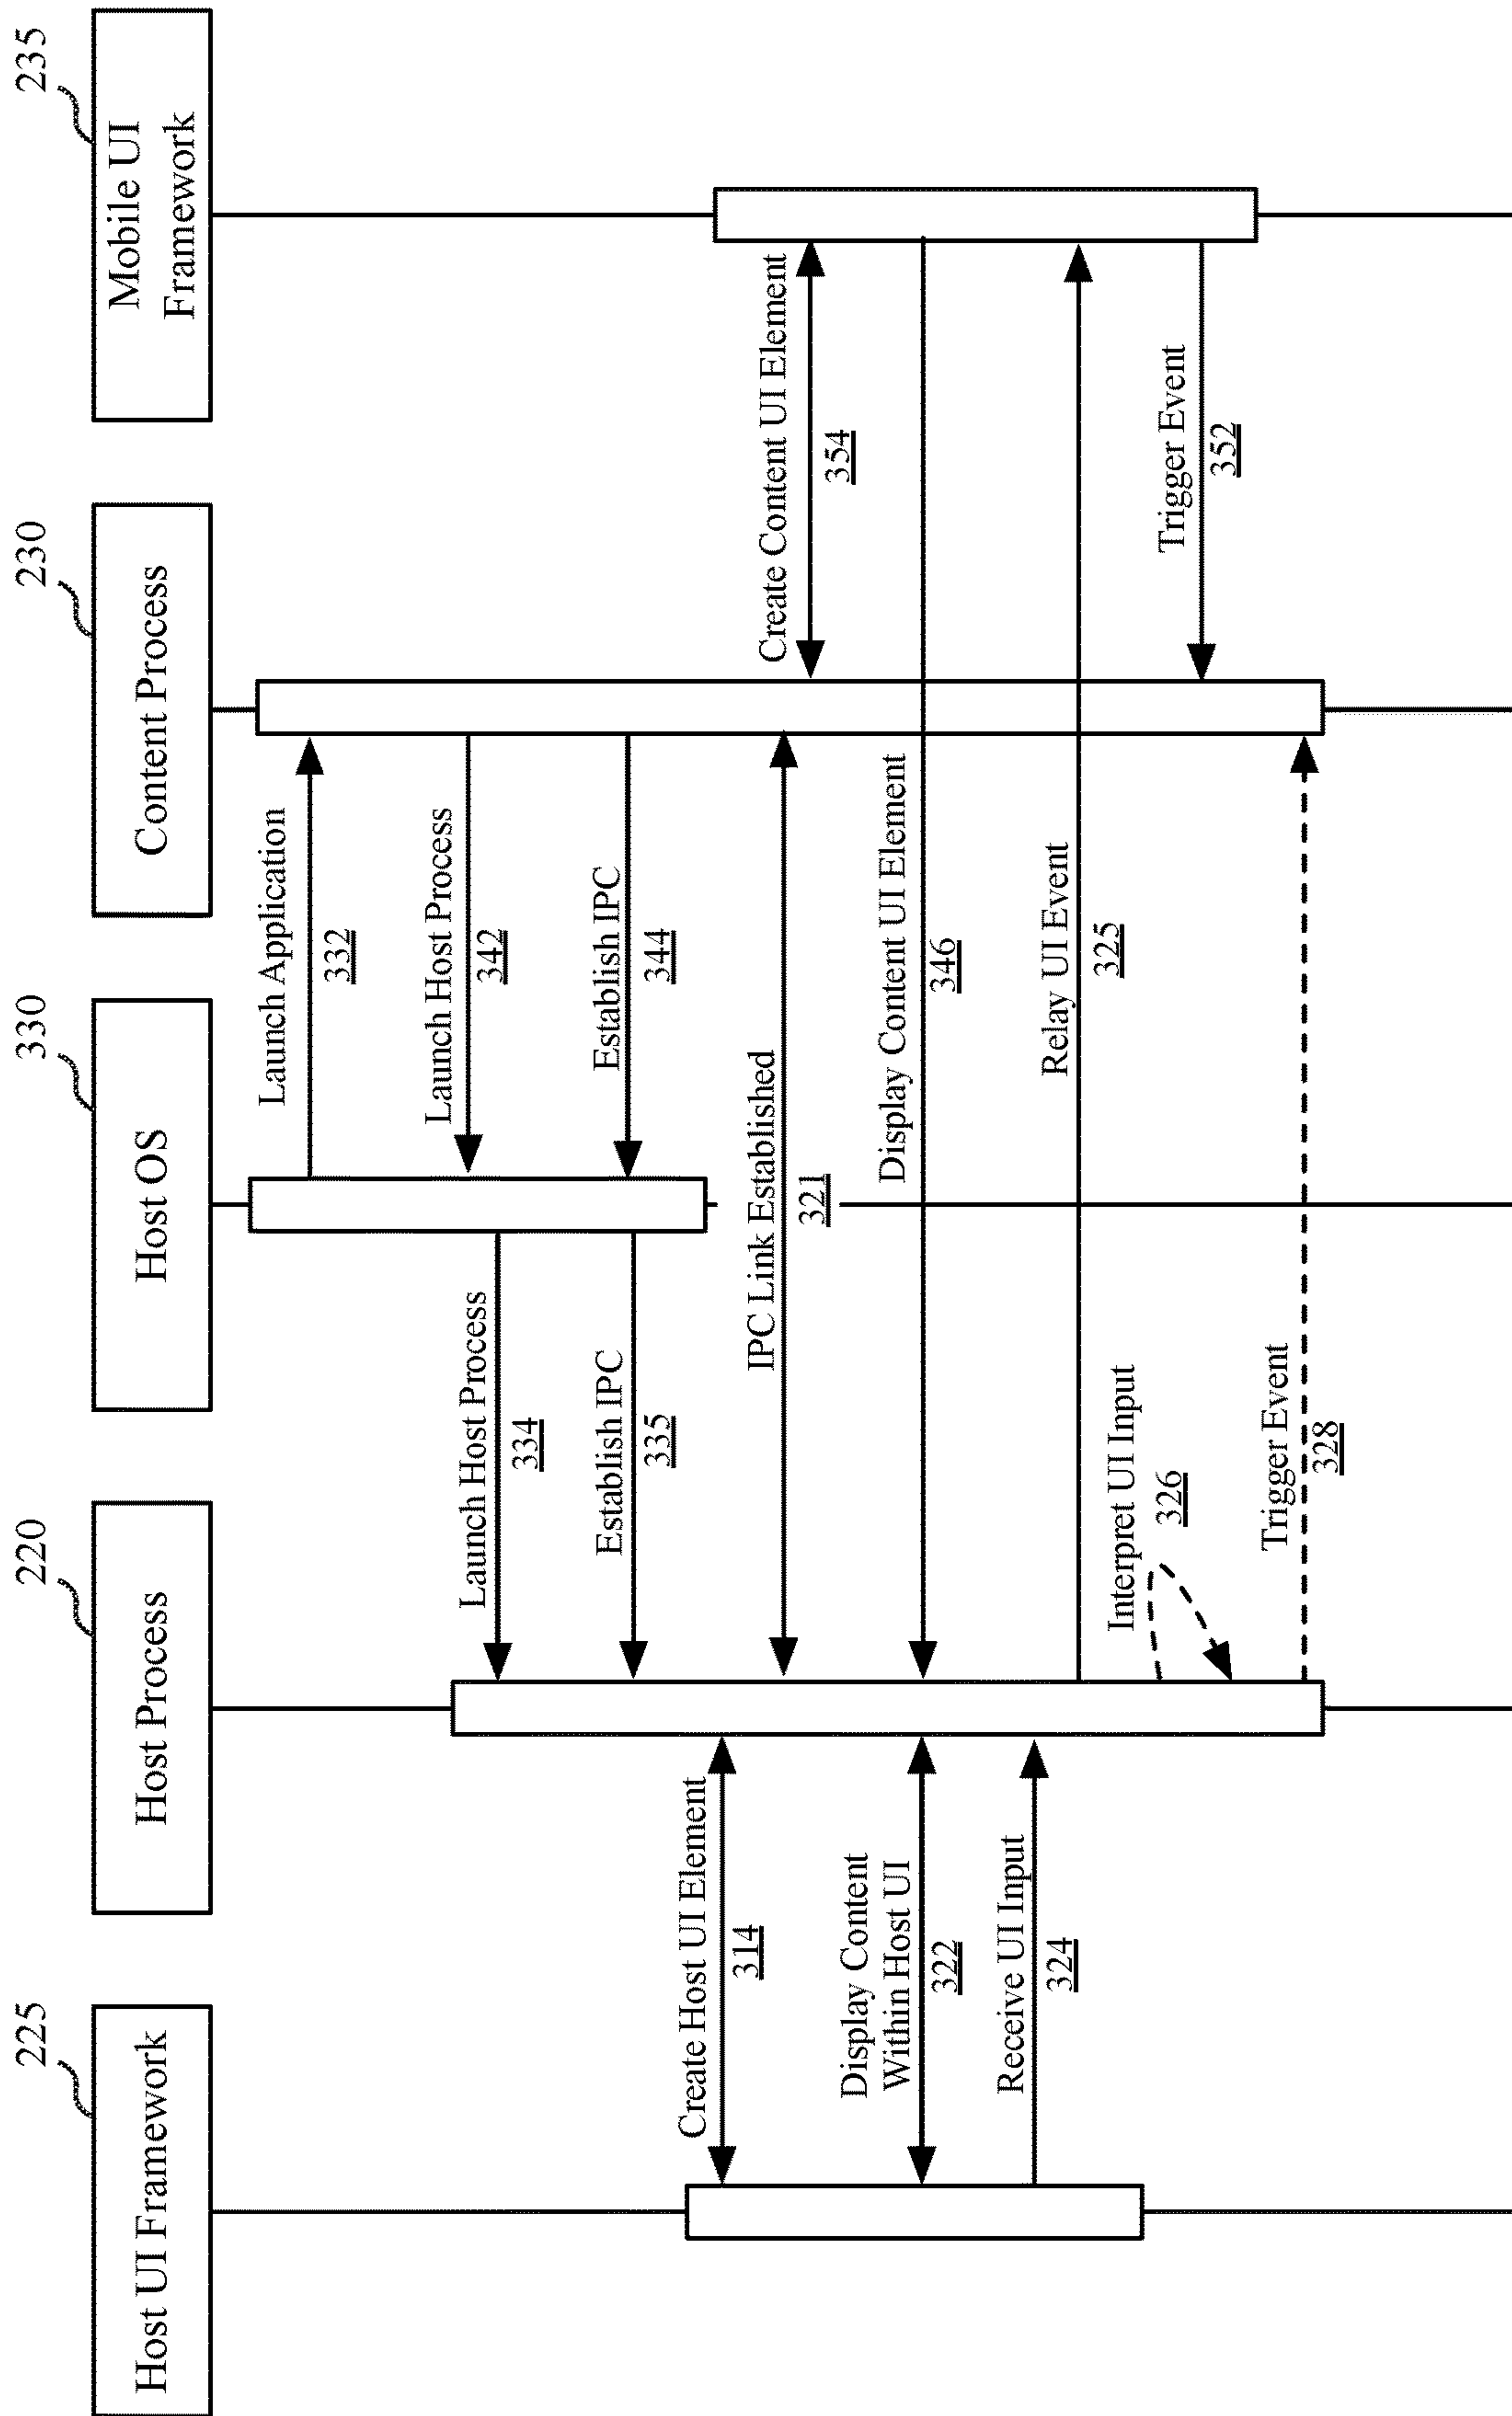 225
Host UI Framework
220
Host Process
330
Host OS
230
Content Process
235
Mobile UI
Framework
Launch Application
332
Launch Host Process
342
Launch Host Process
334
Establish IPC
344
Establish IPC
335
Create Host UI Element
314
IPC Link Established
321
Create Content UI Element
354
Display Content
Within Host UI
322
Display Content UI Element
346
Receive UI Input
324
Relay UI Event
325
Interpret UI Input
326
Trigger Event
352
Trigger Event
328